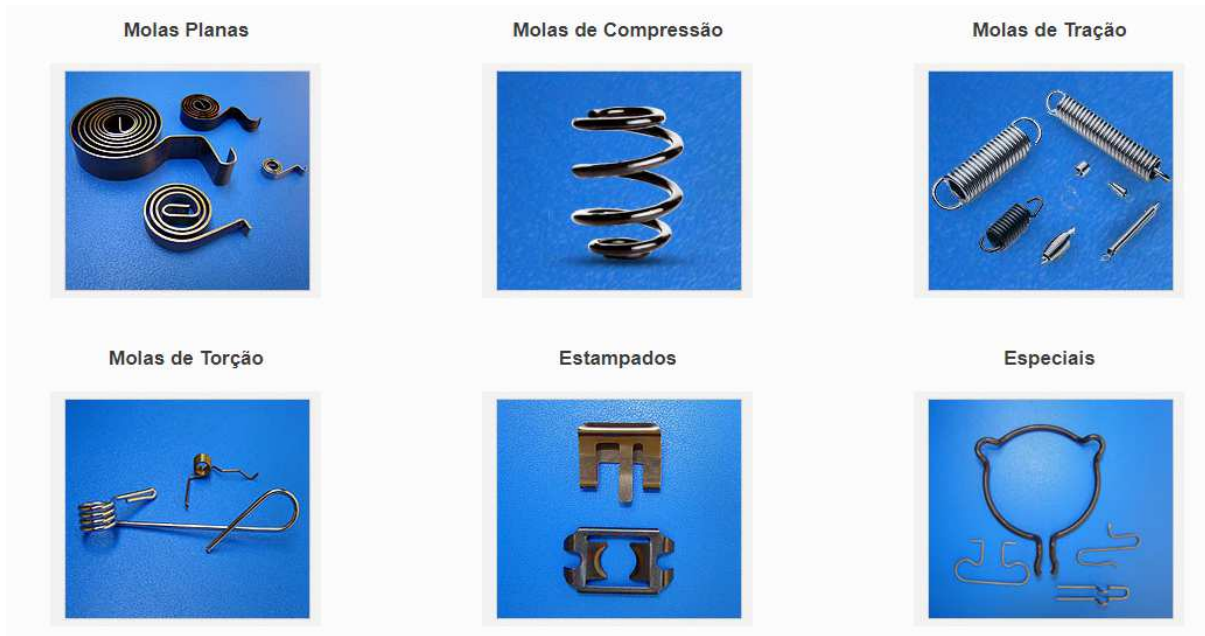 Molas Planas
Molas de Compressão
Molas de Tração
Molas de Torção
Estampados
Especiais